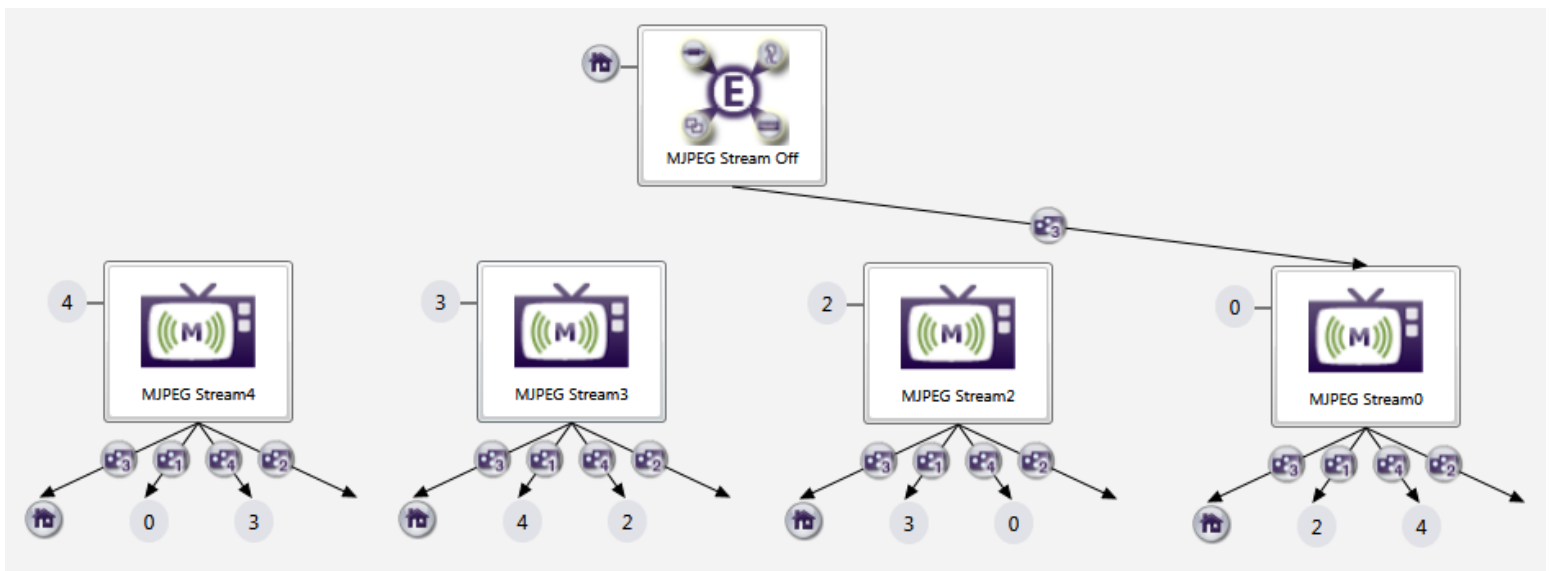 E
MJPEG Stream Off
3
4
3
2
0
M
M
M
M
MJPEG Stream4
MJPEG Stream3
MJPEG Stream2
MJPEG Stream0
3 1 4 2
3 1 4 2
3 1 4 2
3 1 4 2
0 3
4 2
3 0
2 4